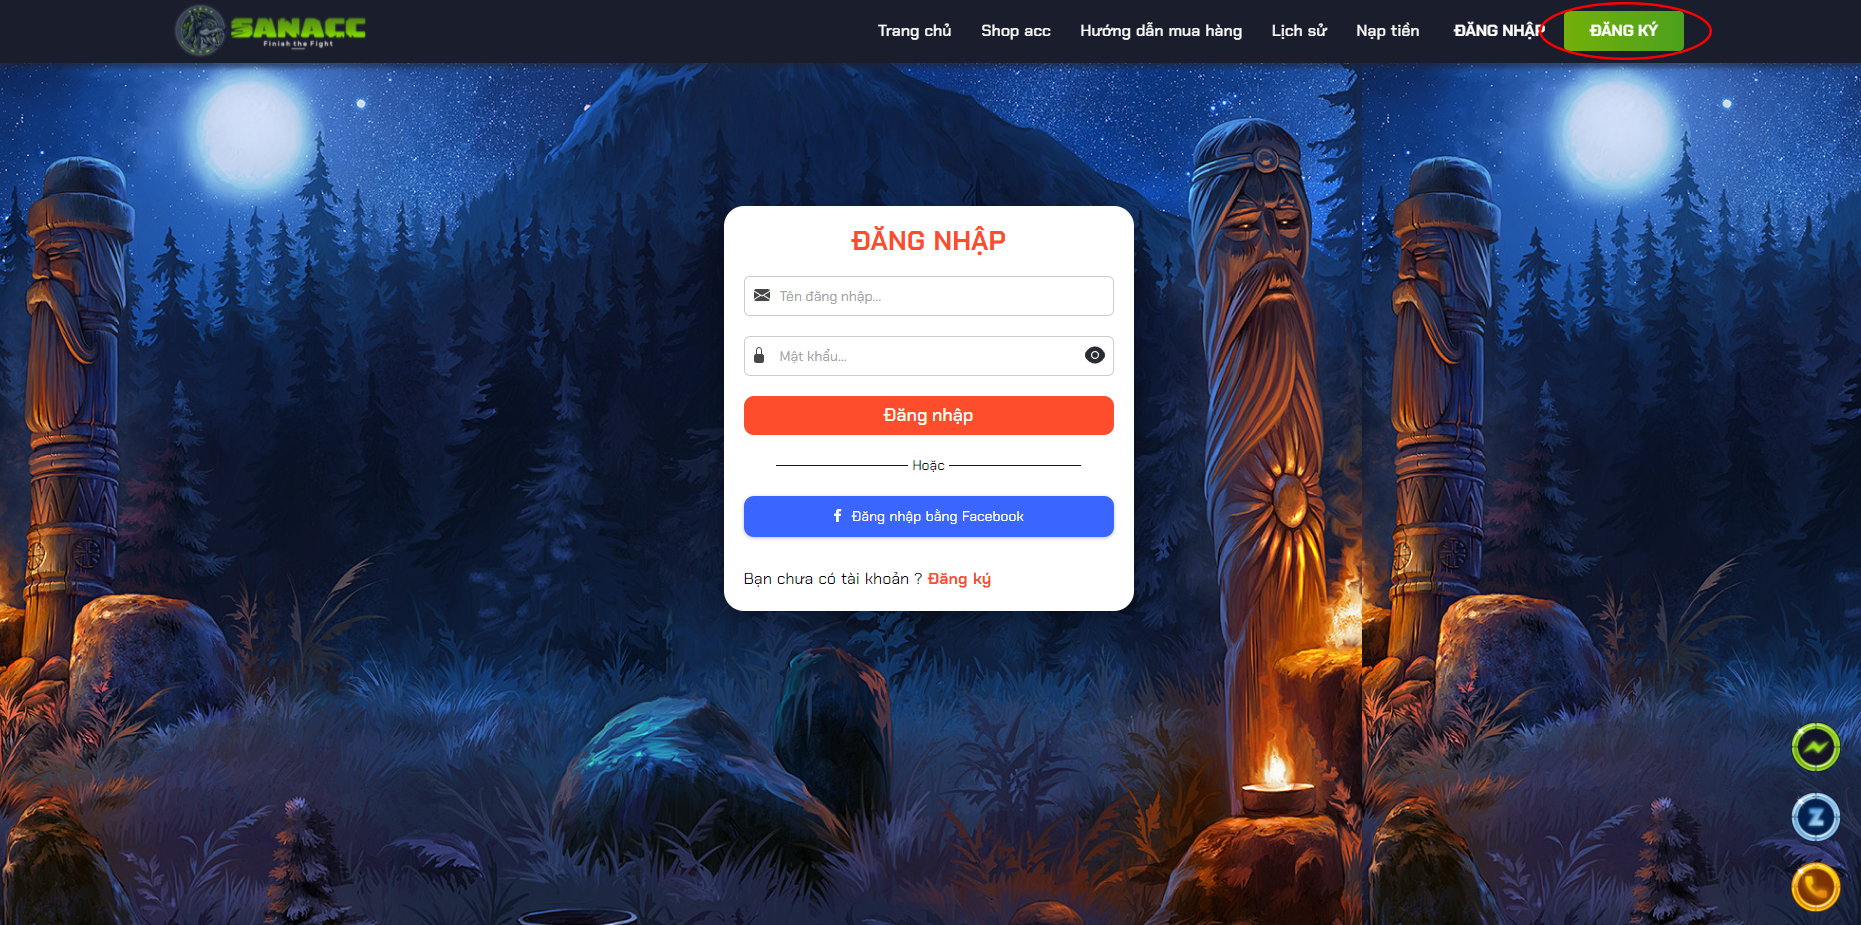 SANACC
Finish the Fight
Trang chủ
Shop acc
Hướng dẫn mua hàng
Lịch sử
Nạp tiền
ĐĂNG NHẬP
ĐĂNG KÝ
ĐĂNG NHẬP
Tên đăng nhập...
Mật khẩu...
Đăng nhập
Hoặc
Đăng nhập bằng Facebook
Bạn chưa có tài khoản ? Đăng ký
Z